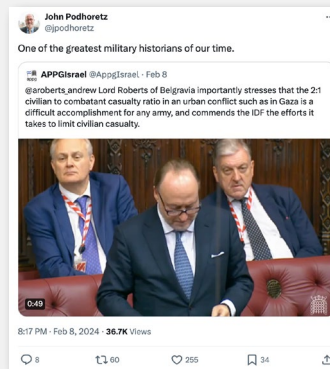 John Podhoretz
@jpodhoretz
One of the greatest military historians of our time.
APPGIsrael @AppgIsrael · Feb 8
@aroberts_andrew Lord Roberts of Belgravia importantly stresses that the 2:1
civilian to combatant casualty ratio in an urban conflict such as in Gaza is a
difficult accomplishment for any army, and commends the IDF the efforts it
takes to limit civilian casualty.
0:49
8:17 PM · Feb 8, 2024 · 36.7K Views
8 60 255 34